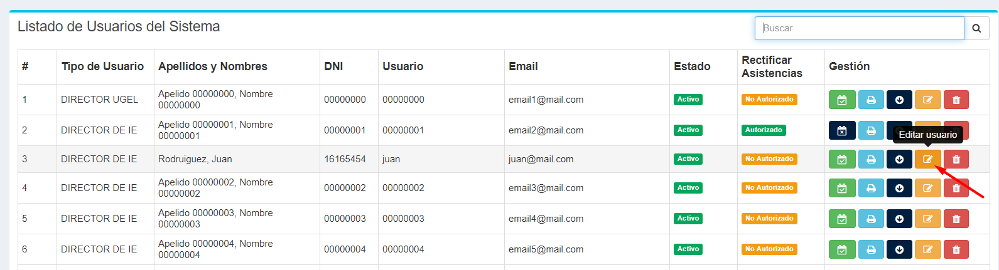 Listado de Usuarios del Sistema
Buscar
# Tipo de Usuario Apellidos y Nombres DNI Usuario Email Estado Rectificar Asistencias Gestión
1 DIRECTOR UGEL Apelido 00000000, Nombre 00000000 00000000 00000000 email1@mail.com Activo No Autorizado
2 DIRECTOR DE IE Apelido 00000001, Nombre 00000001 00000001 00000001 email2@mail.com Activo Autorizado
Editar usuario
3 DIRECTOR DE IE Rodruiguez, Juan 16165454 juan juan@mail.com Activo No Autorizado
4 DIRECTOR DE IE Apelido 00000002, Nombre 00000002 00000002 00000002 email3@mail.com Activo No Autorizado
5 DIRECTOR DE IE Apelido 00000003, Nombre 00000003 00000003 00000003 email4@mail.com Activo No Autorizado
6 DIRECTOR DE IE Apelido 00000004, Nombre 00000004 00000004 00000004 email5@mail.com Activo No Autorizado